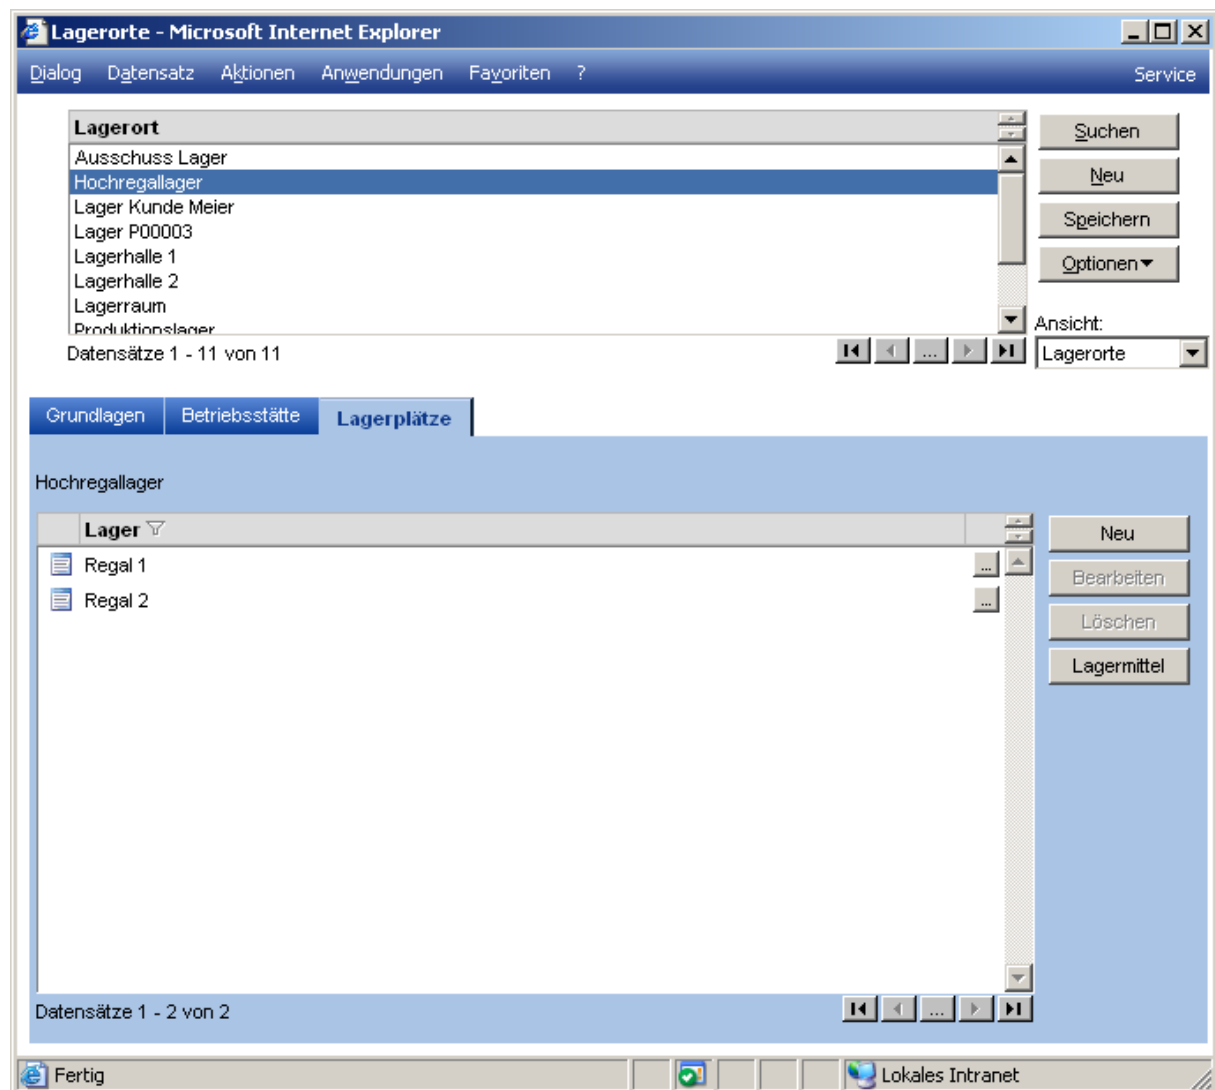 Lagerorte - Microsoft Internet Explorer
Dialog Datensatz Aktionen Anwendungen Favoriten ? Service
Lagerort
Ausschuss Lager
Hochregallager
Lager Kunde Meier
Lager P00003
Lagerhalle 1
Lagerhalle 2
Lagerraum
Produktionslager
Datensätze 1 - 11 von 11
...
Suchen
Neu
Speichern
Optionen
Ansicht:
Lagerorte
Grundlagen Betriebsstätte Lagerplätze
Hochregallager
Lager
Regal 1 ...
Regal 2 ...
Neu
Bearbeiten
Löschen
Lagermittel
Datensätze 1 - 2 von 2
...
Fertig Lokales Intranet